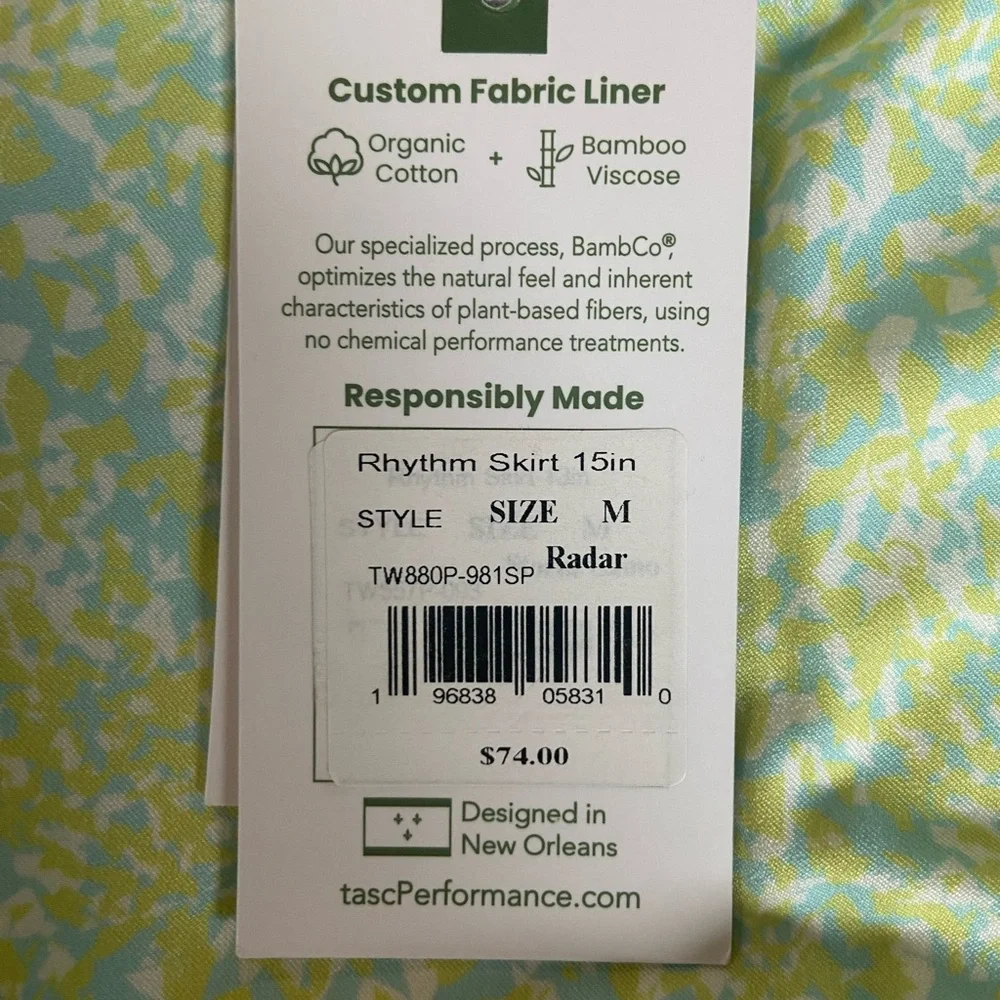 Custom Fabric Liner
Organic
Cotton
+
Bamboo
Viscose
Our specialized process, BambCo®,
optimizes the natural feel and inherent
characteristics of plant-based fibers, using
no chemical performance treatments.
Responsibly Made
Rhythm Skirt 15in
STYLE SIZE M
TW880P-981SP Radar
1 96838 05831 0
$74.00
Designed in
New Orleans
tascPerformance.com